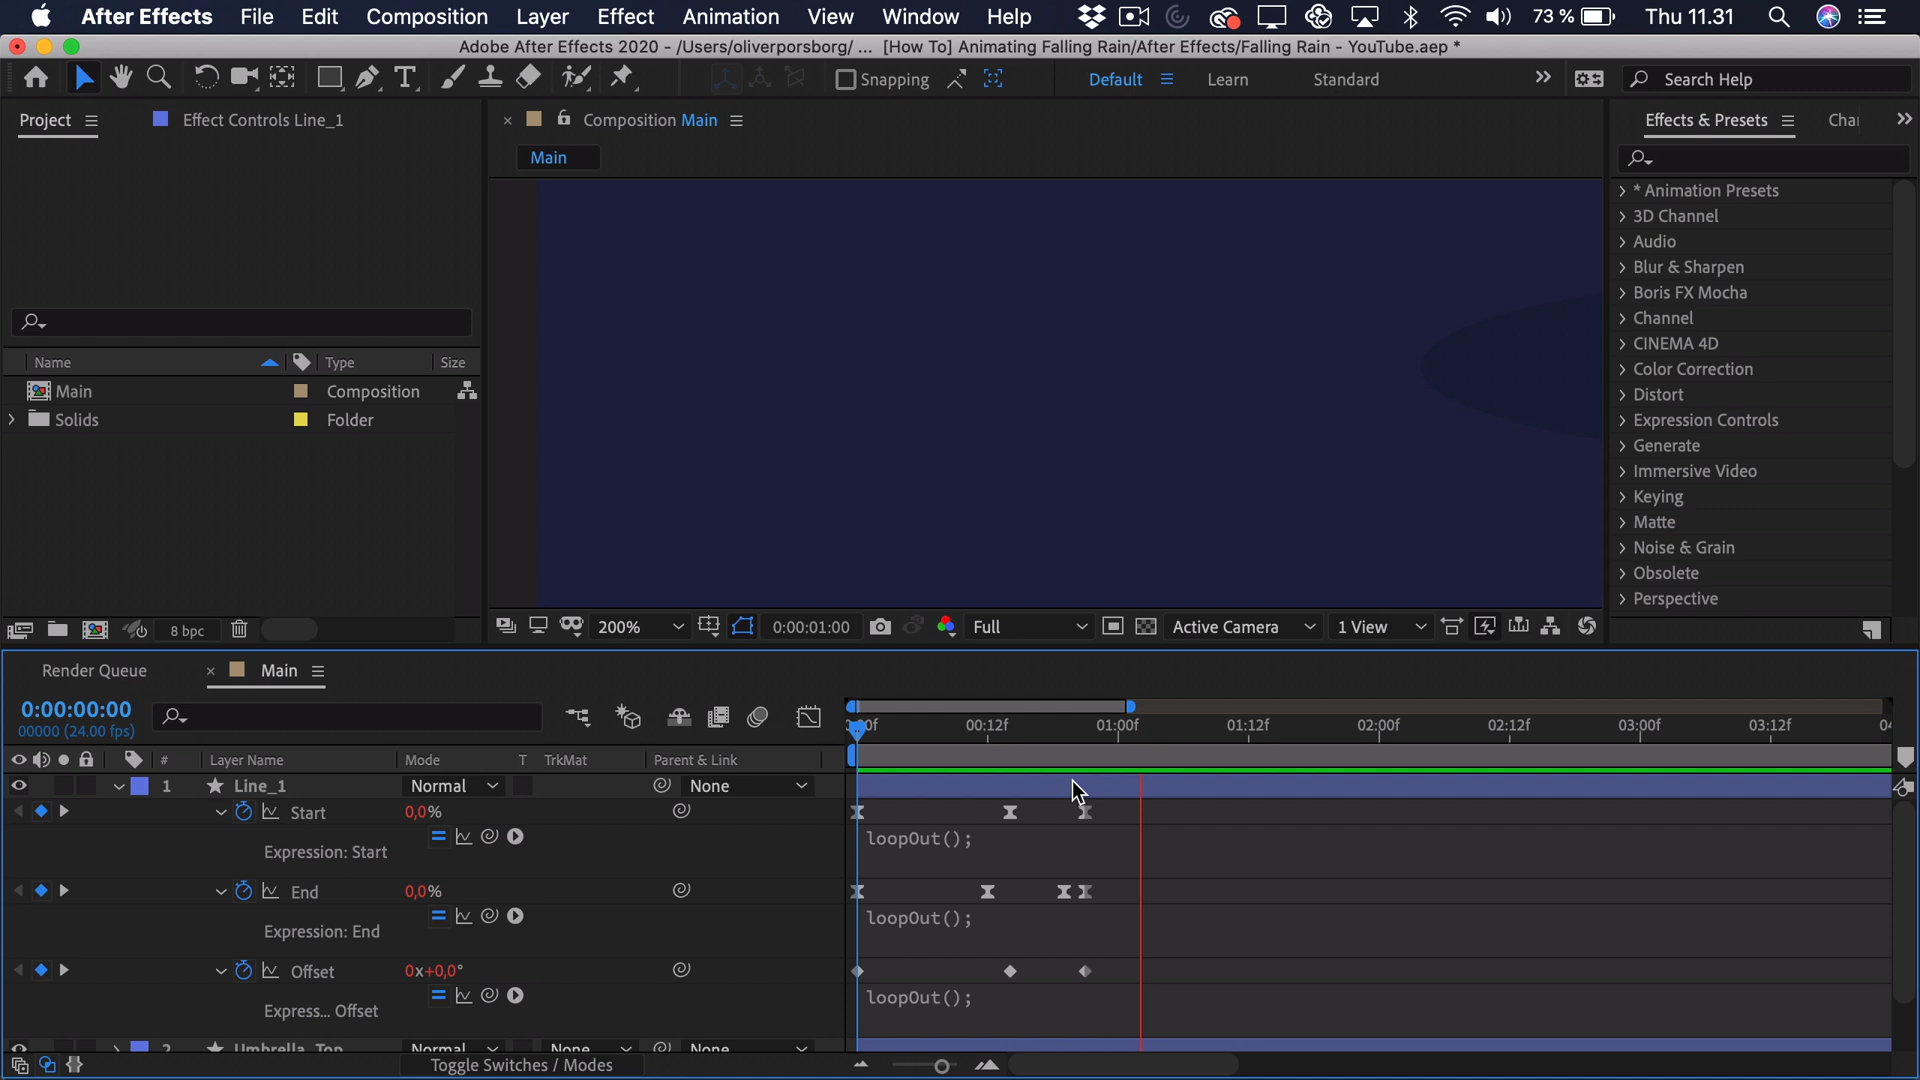 After Effects File Edit Composition Layer Effect Animation View Window Help 73 % Thu 11.31
Adobe After Effects 2020 - /Users/oliverporsborg/ ... [How To] Animating Falling Rain/After Effects/Falling Rain - YouTube.aep *
Snapping Default Learn Standard Search Help
Project Effect Controls Line_1 Composition Main Effects & Presets
Main
* Animation Presets
3D Channel
Audio
Blur & Sharpen
Boris FX Mocha
Channel
CINEMA 4D
Color Correction
Distort
Expression Controls
Generate
Immersive Video
Keying
Matte
Noise & Grain
Obsolete
Perspective
Name Type Size
Main Composition
Solids Folder
8 bpc 200% 0:00:01:00 Full Active Camera 1 View
Render Queue Main
0:00:00:00
00000 (24.00 fps)
00:12f 01:00f 01:12f 02:00f 02:12f 03:00f 03:12f
# Layer Name Mode T TrkMat Parent & Link
1 Line_1 Normal None
Start 0,0%
Expression: Start loopOut();
End 0,0%
Expression: End loopOut();
Offset 0x+0,0°
Express... Offset loopOut();
2 Umbrella_Top Normal None None
Toggle Switches / Modes